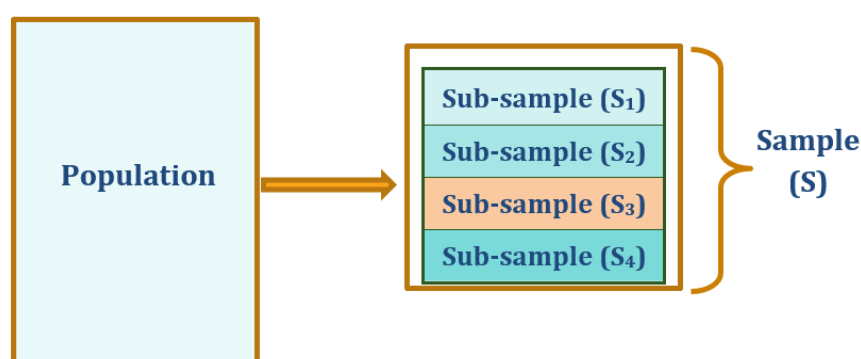 Population
Sub-sample (S₁)
Sub-sample (S₂)
Sub-sample (S₃)
Sub-sample (S₄)
Sample
(S)